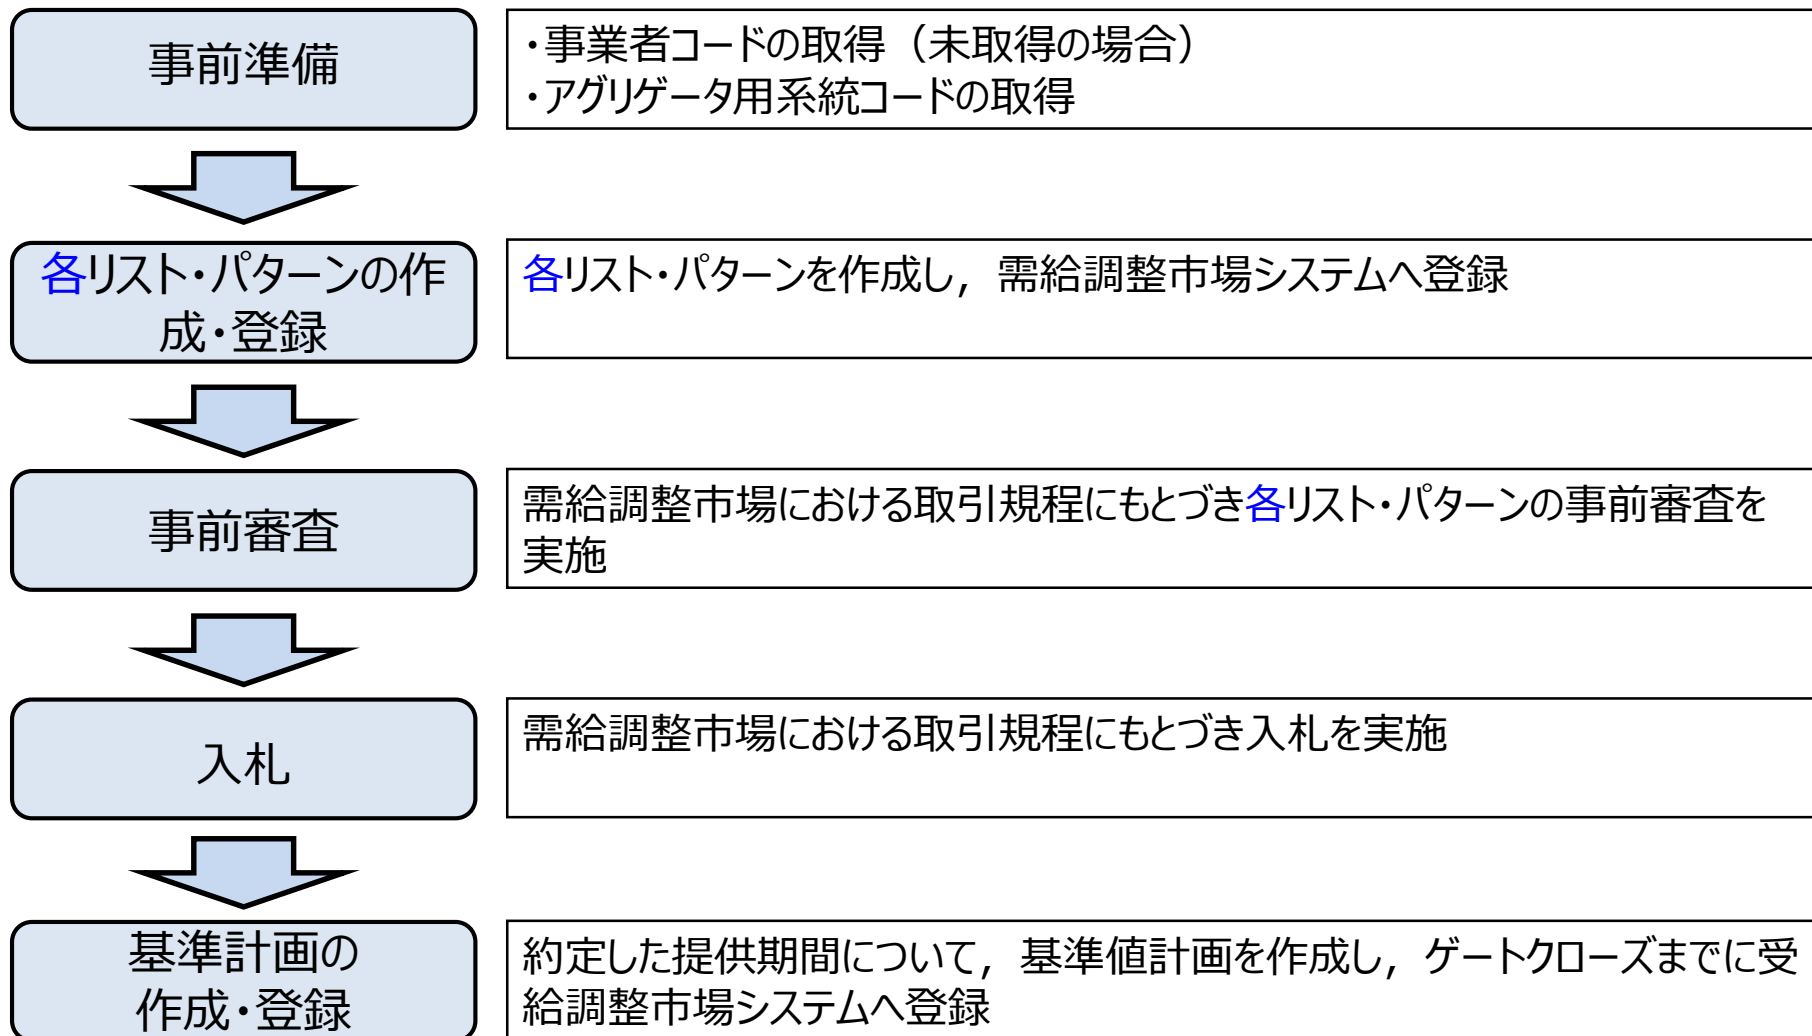 事前準備
・事業者コードの取得（未取得の場合）
・アグリゲータ用系統コードの取得
各リスト・パターンの作
成・登録
各リスト・パターンを作成し，需給調整市場システムへ登録
事前審査
需給調整市場における取引規程にもとづき各リスト・パターンの事前審査を
実施
入札
需給調整市場における取引規程にもとづき入札を実施
基準計画の
作成・登録
約定した提供期間について，基準値計画を作成し，ゲートクローズまでに受
給調整市場システムへ登録